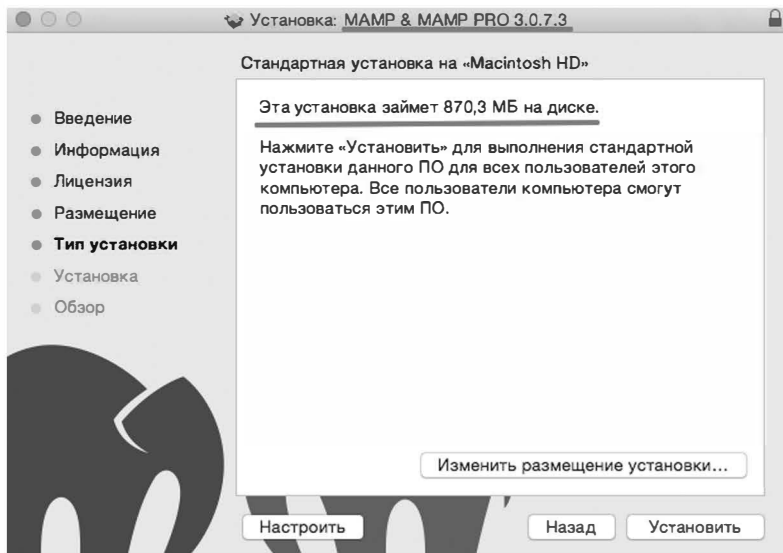 Установка: MAMP & MAMP PRO 3.0.7.3
Стандартная установка на «Macintosh HD»
Введение
Информация
Лицензия
Размещение
Тип установки
Установка
Обзор
Эта установка займет 870,3 МБ на диске.
Нажмите «Установить» для выполнения стандартной
установки данного ПО для всех пользователей этого
компьютера. Все пользователи компьютера смогут
пользоваться этим ПО.
Изменить размещение установки...
Настроить
Назад
Установить